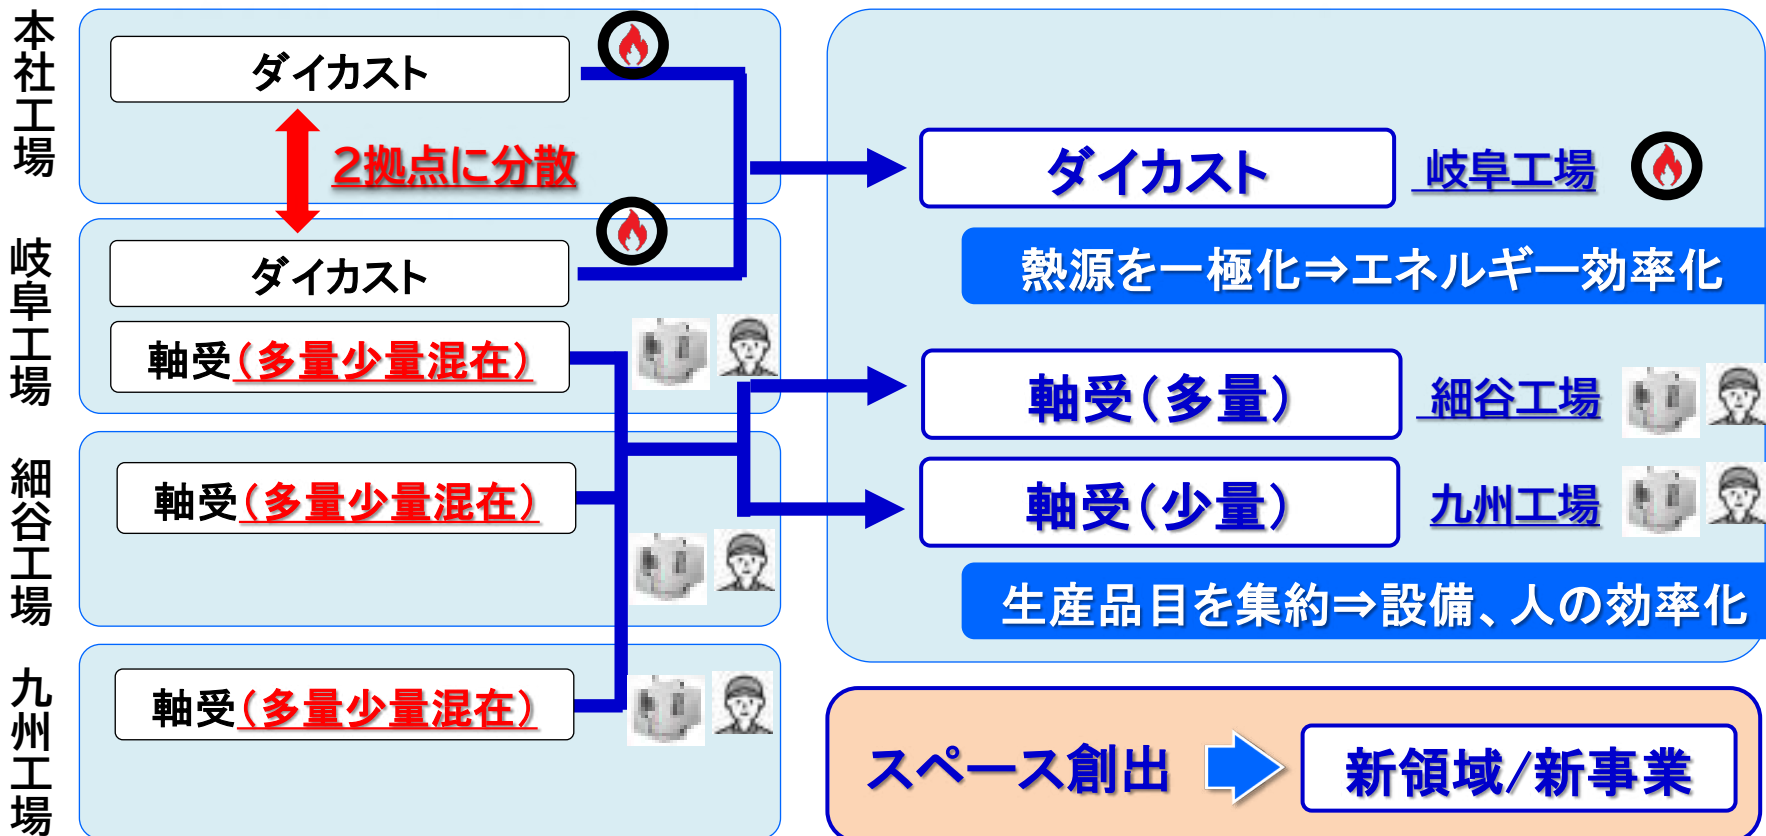 本社工場
ダイカスト
2拠点に分散
岐阜工場
ダイカスト
軸受(多量少量混在)
細谷工場
軸受(多量少量混在)
九州工場
軸受(多量少量混在)
ダイカスト
岐阜工場
熱源を一極化⇒エネルギー効率化
軸受(多量)
細谷工場
軸受(少量)
九州工場
生産品目を集約⇒設備、人の効率化
スペース創出
新領域/新事業